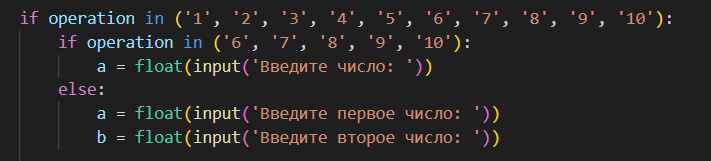 if operation in ('1', '2', '3', '4', '5', '6', '7', '8', '9', '10'):
    if operation in ('6', '7', '8', '9', '10'):
        a = float(input('Введите число: '))
    else:
        a = float(input('Введите первое число: '))
        b = float(input('Введите второе число: '))